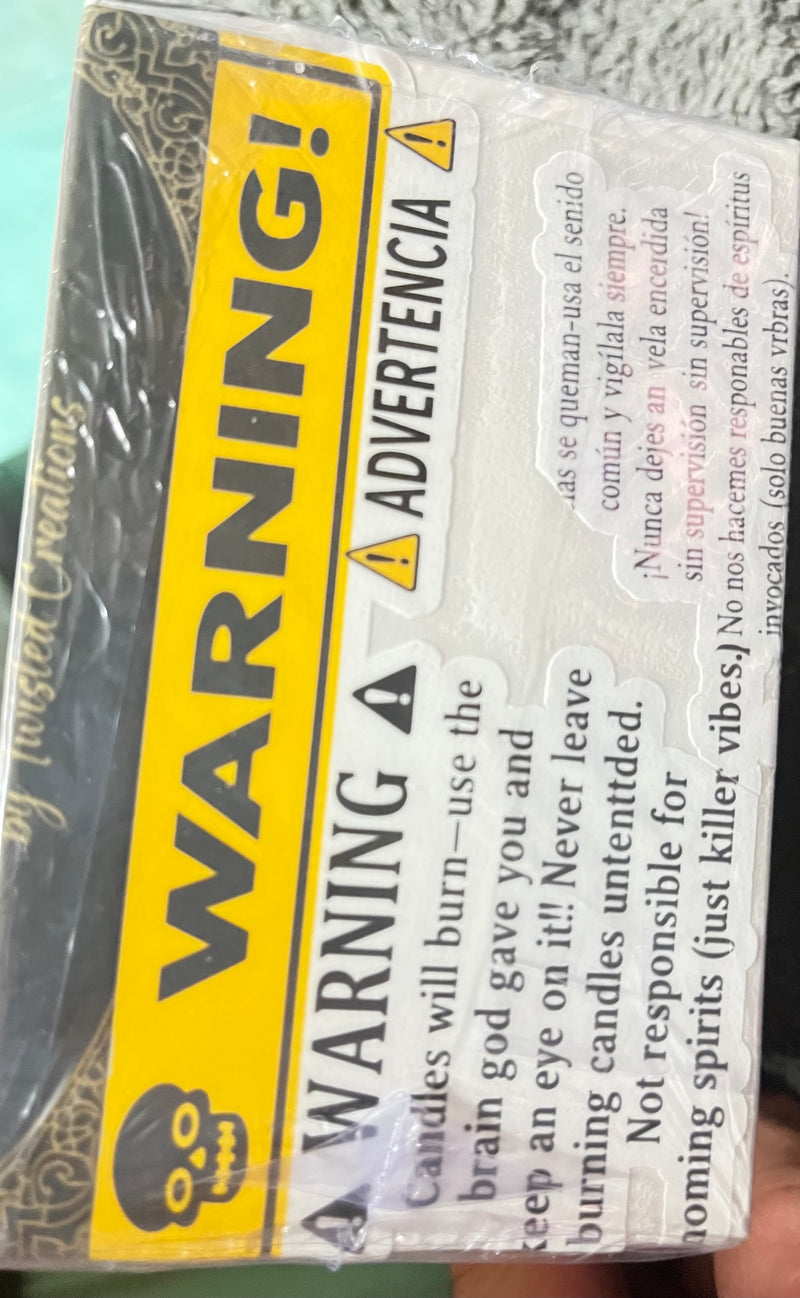 by Twisted Creations
WARNING!
WARNING
Candles will burn—use the
brain god gave you and
keep an eye on it!! Never leave
burning candles untenttded.
Not responsible for
noming spirits (just killer vibes.)
ADVERTENCIA
las se queman-usa el senido
común y vigílala siempre.
¡Nunca dejes an vela encerdida
sin supervisión sin supervisión!
No nos hacemes responables de espíritus
invocados (solo buenas vrbras).